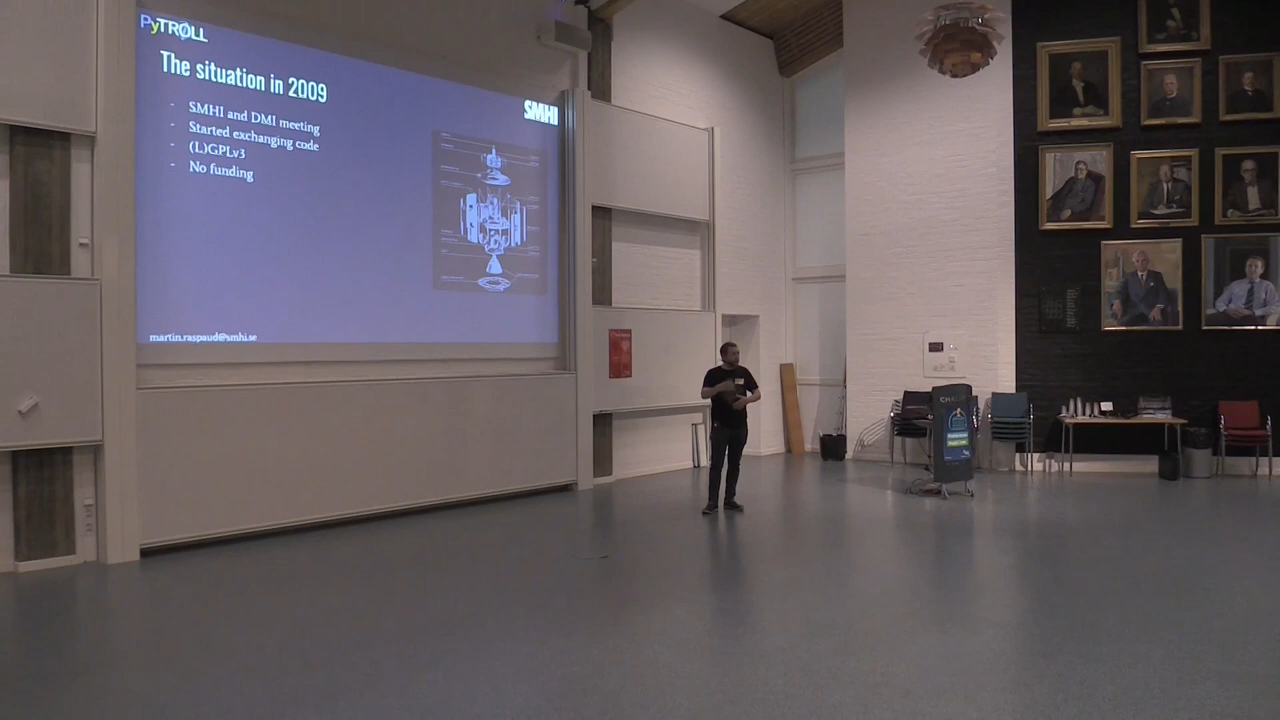 PyTRØLL
The situation in 2009
SMHI
- SMHI and DMI meeting
- Started exchanging code
- (L)GPLv3
- No funding
martin.raspaud@smhi.se